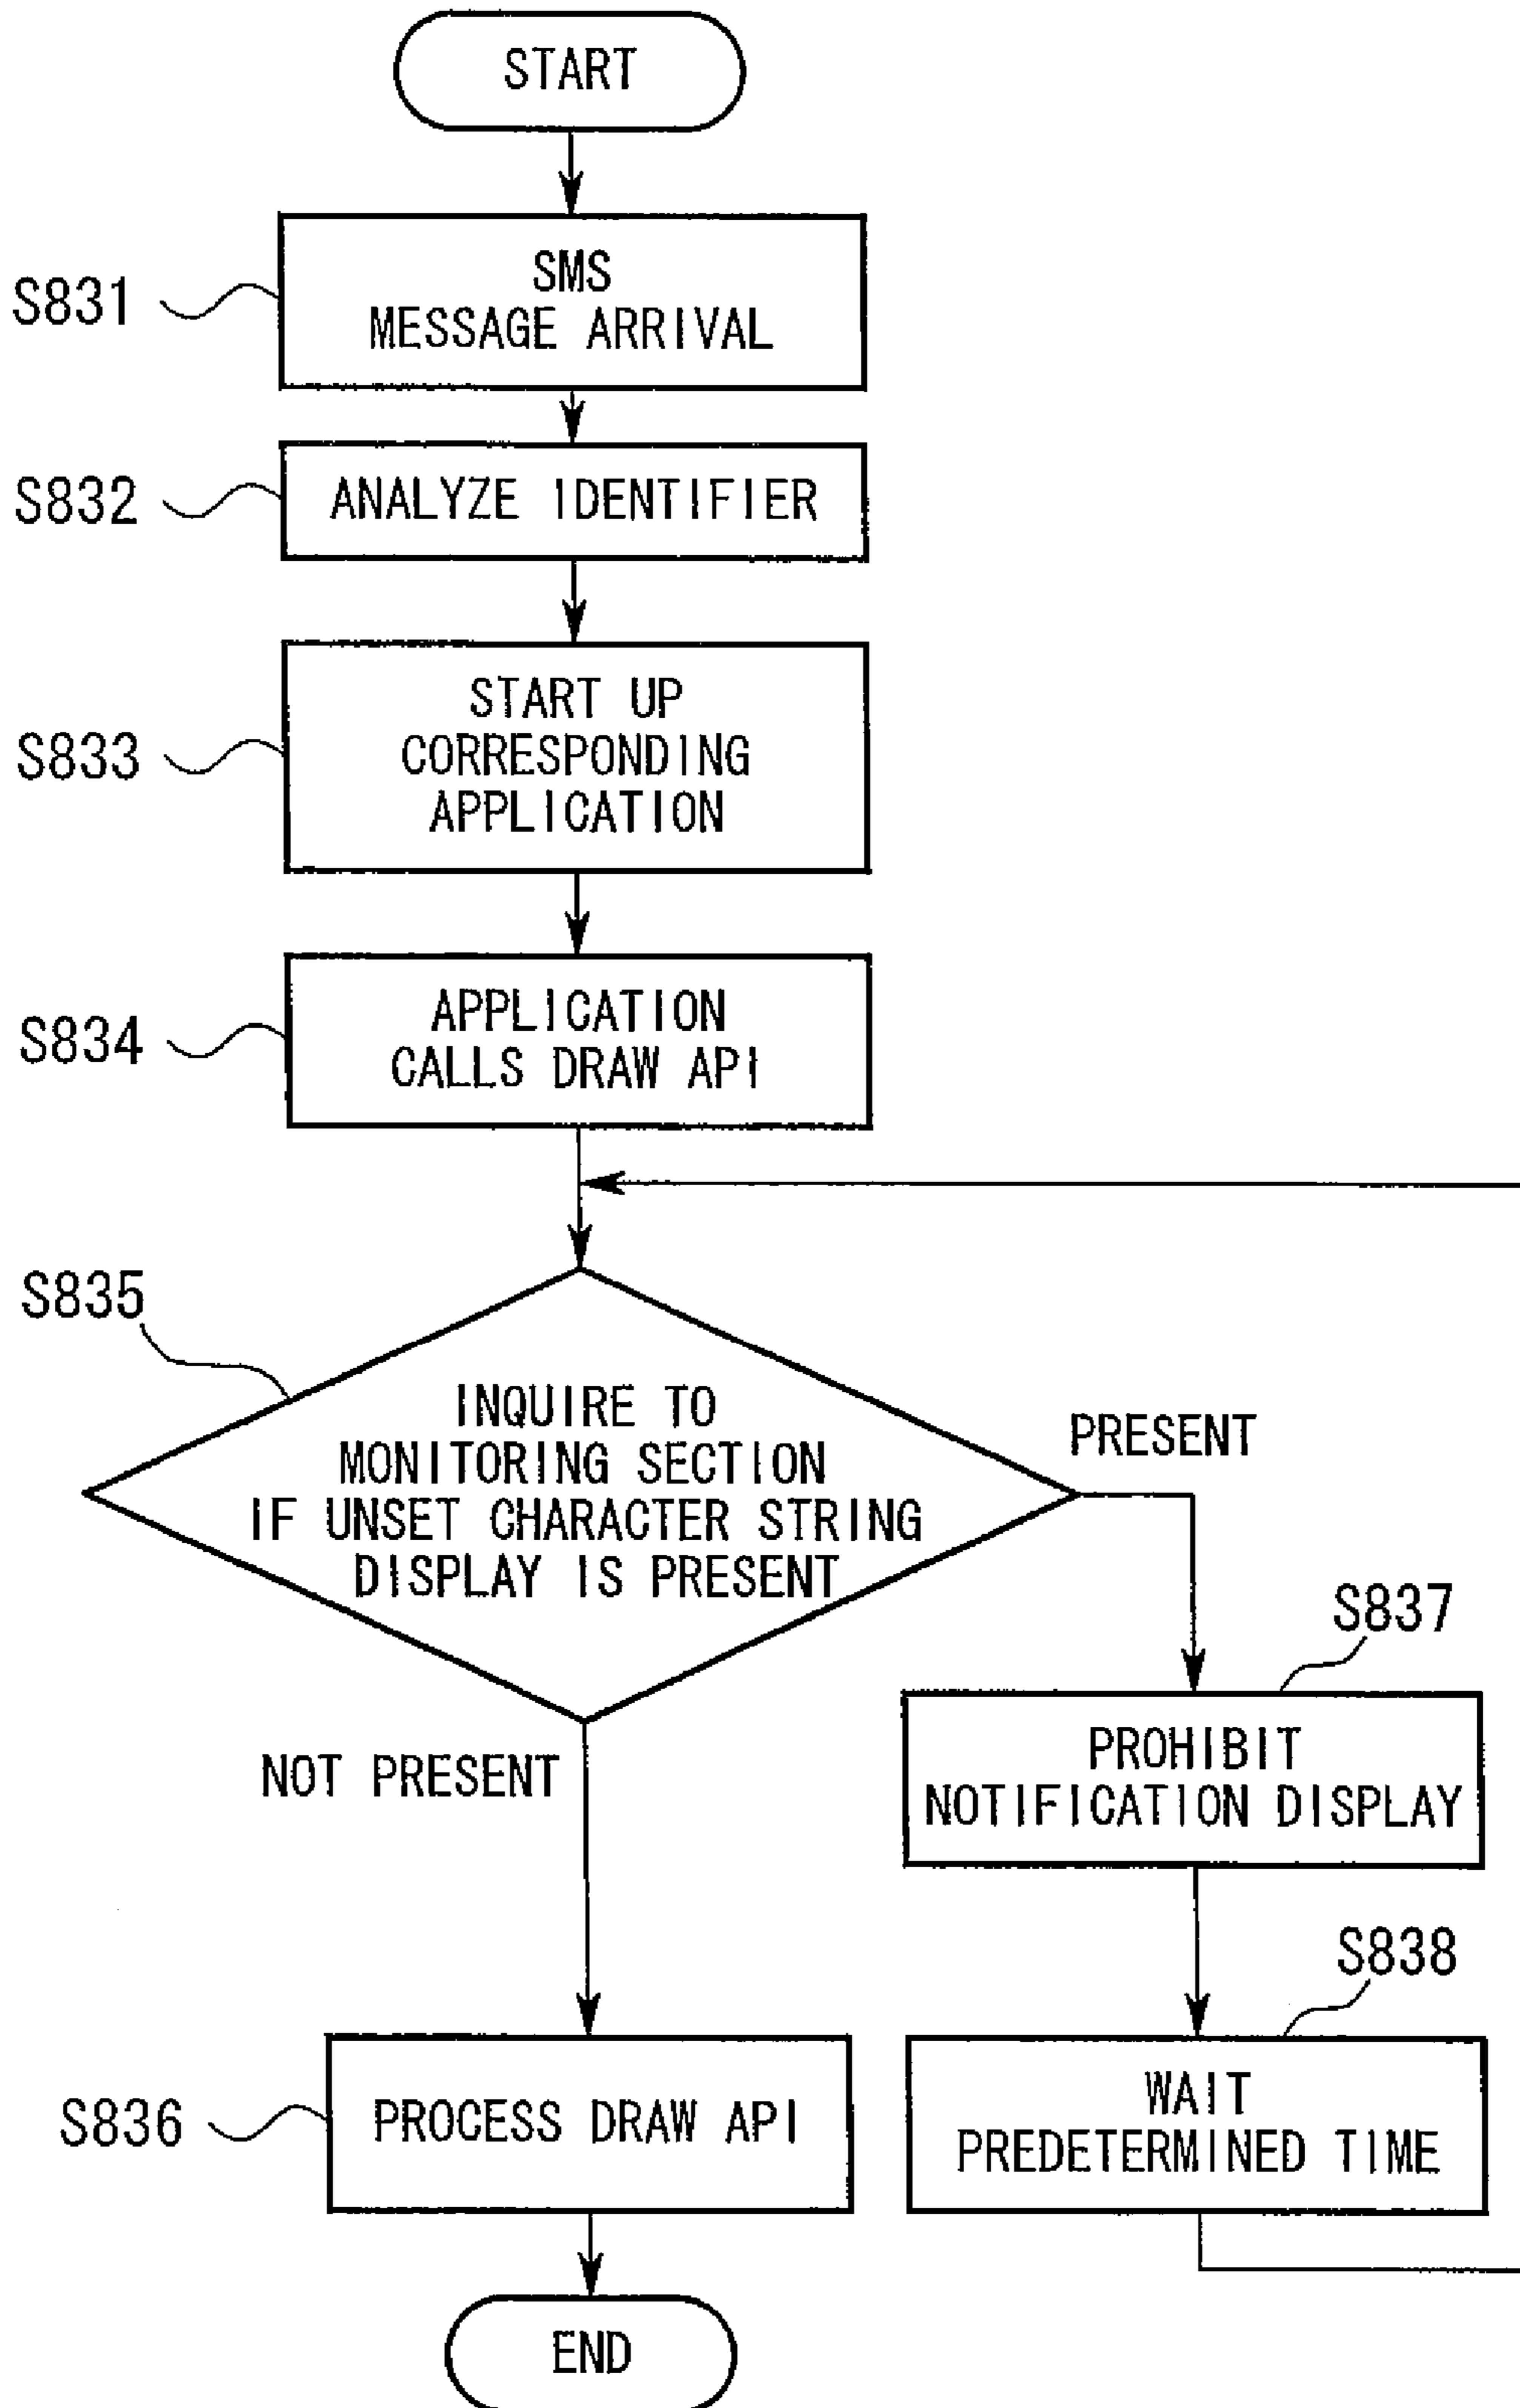 START
S831
SMS
MESSAGE ARRIVAL
S832
ANALYZE IDENTIFIER
S833
START UP
CORRESPONDING
APPLICATION
S834
APPLICATION
CALLS DRAW API
S835
INQUIRE TO
MONITORING SECTION
IF UNSET CHARACTER STRING
DISPLAY IS PRESENT
PRESENT
NOT PRESENT
S837
PROHIBIT
NOTIFICATION DISPLAY
S838
WAIT
PREDETERMINED TIME
S836
PROCESS DRAW API
END